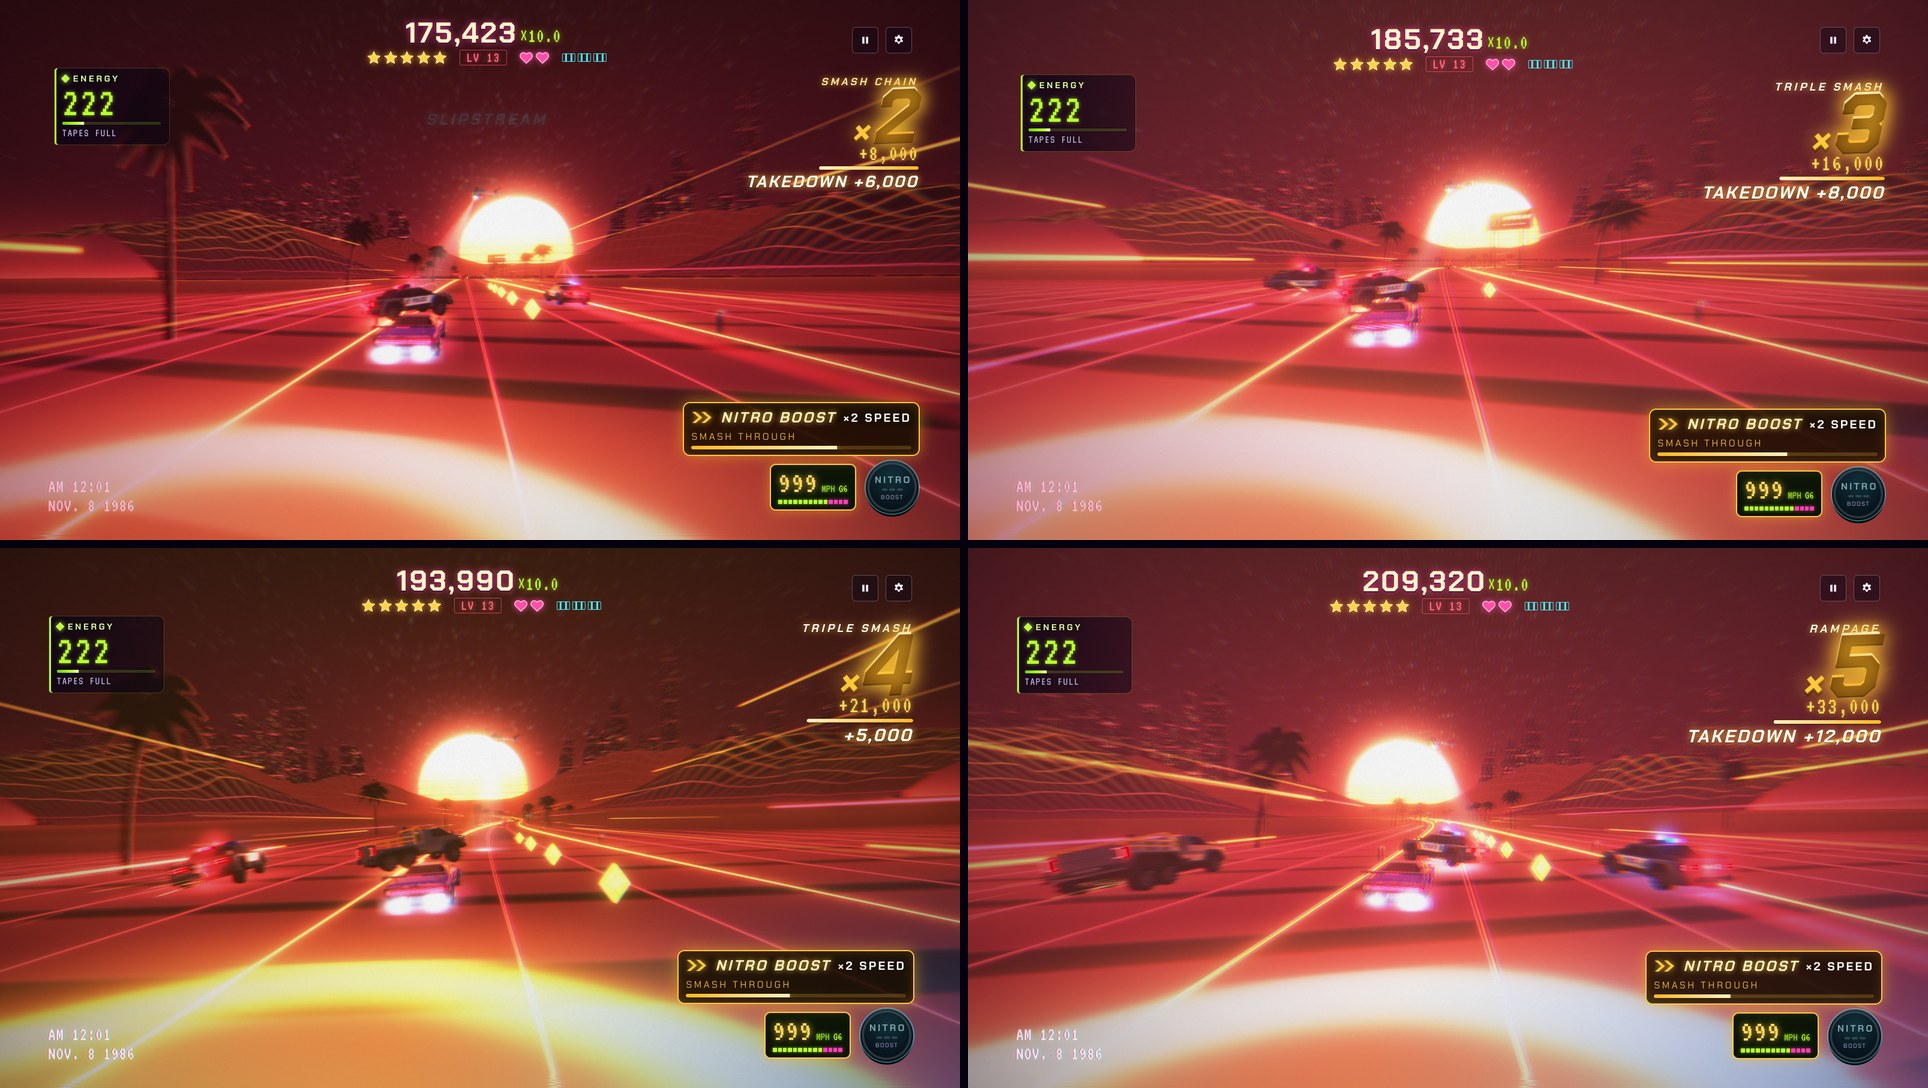 175,423 X10.0
LV 13
ENERGY
222
TAPES FULL
SLIPSTREAM
SMASH CHAIN
×2
+8,000
TAKEDOWN +6,000
NITRO BOOST ×2 SPEED
SMASH THROUGH
999 MPH G6
NITRO
BOOST
AM 12:01
NOV. 8 1986
185,733 X10.0
LV 13
ENERGY
222
TAPES FULL
TRIPLE SMASH
×3
+16,000
TAKEDOWN +8,000
NITRO BOOST ×2 SPEED
SMASH THROUGH
999 MPH G6
NITRO
BOOST
AM 12:01
NOV. 8 1986
193,990 X10.0
LV 13
ENERGY
222
TAPES FULL
TRIPLE SMASH
×4
+21,000
+5,000
NITRO BOOST ×2 SPEED
SMASH THROUGH
999 MPH G6
NITRO
BOOST
AM 12:01
NOV. 8 1986
209,320 X10.0
LV 13
ENERGY
222
TAPES FULL
RAMPAGE
×5
+33,000
TAKEDOWN +12,000
NITRO BOOST ×2 SPEED
SMASH THROUGH
999 MPH G6
NITRO
BOOST
AM 12:01
NOV. 8 1986